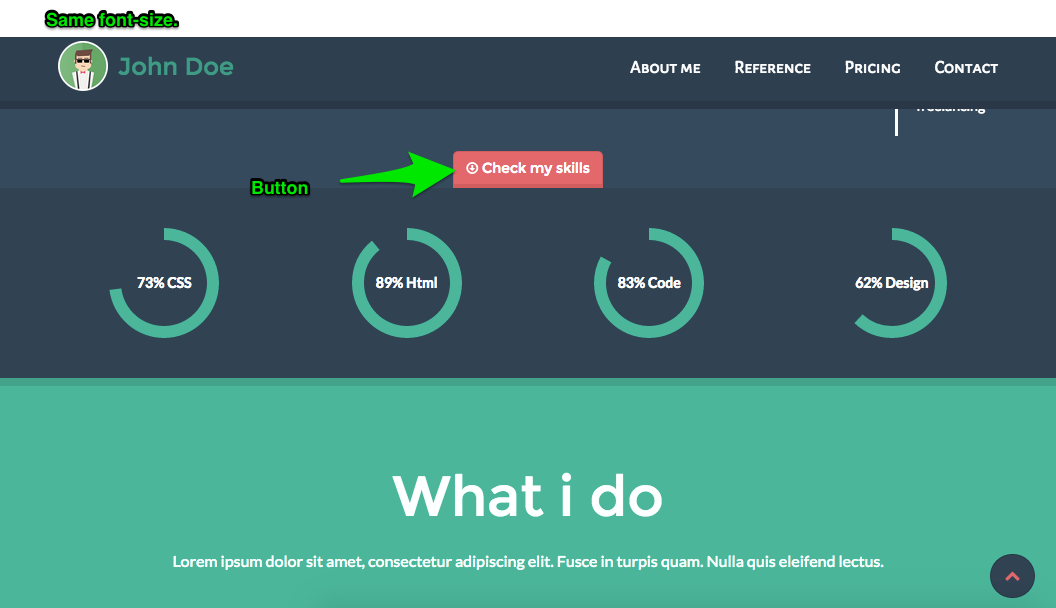 Same font-size.
John Doe
About me Reference Pricing Contact
freelancing
Check my skills
Button
73% CSS 89% Html 83% Code 62% Design
What i do
Lorem ipsum dolor sit amet, consectetur adipiscing elit. Fusce in turpis quam. Nulla quis eleifend lectus.